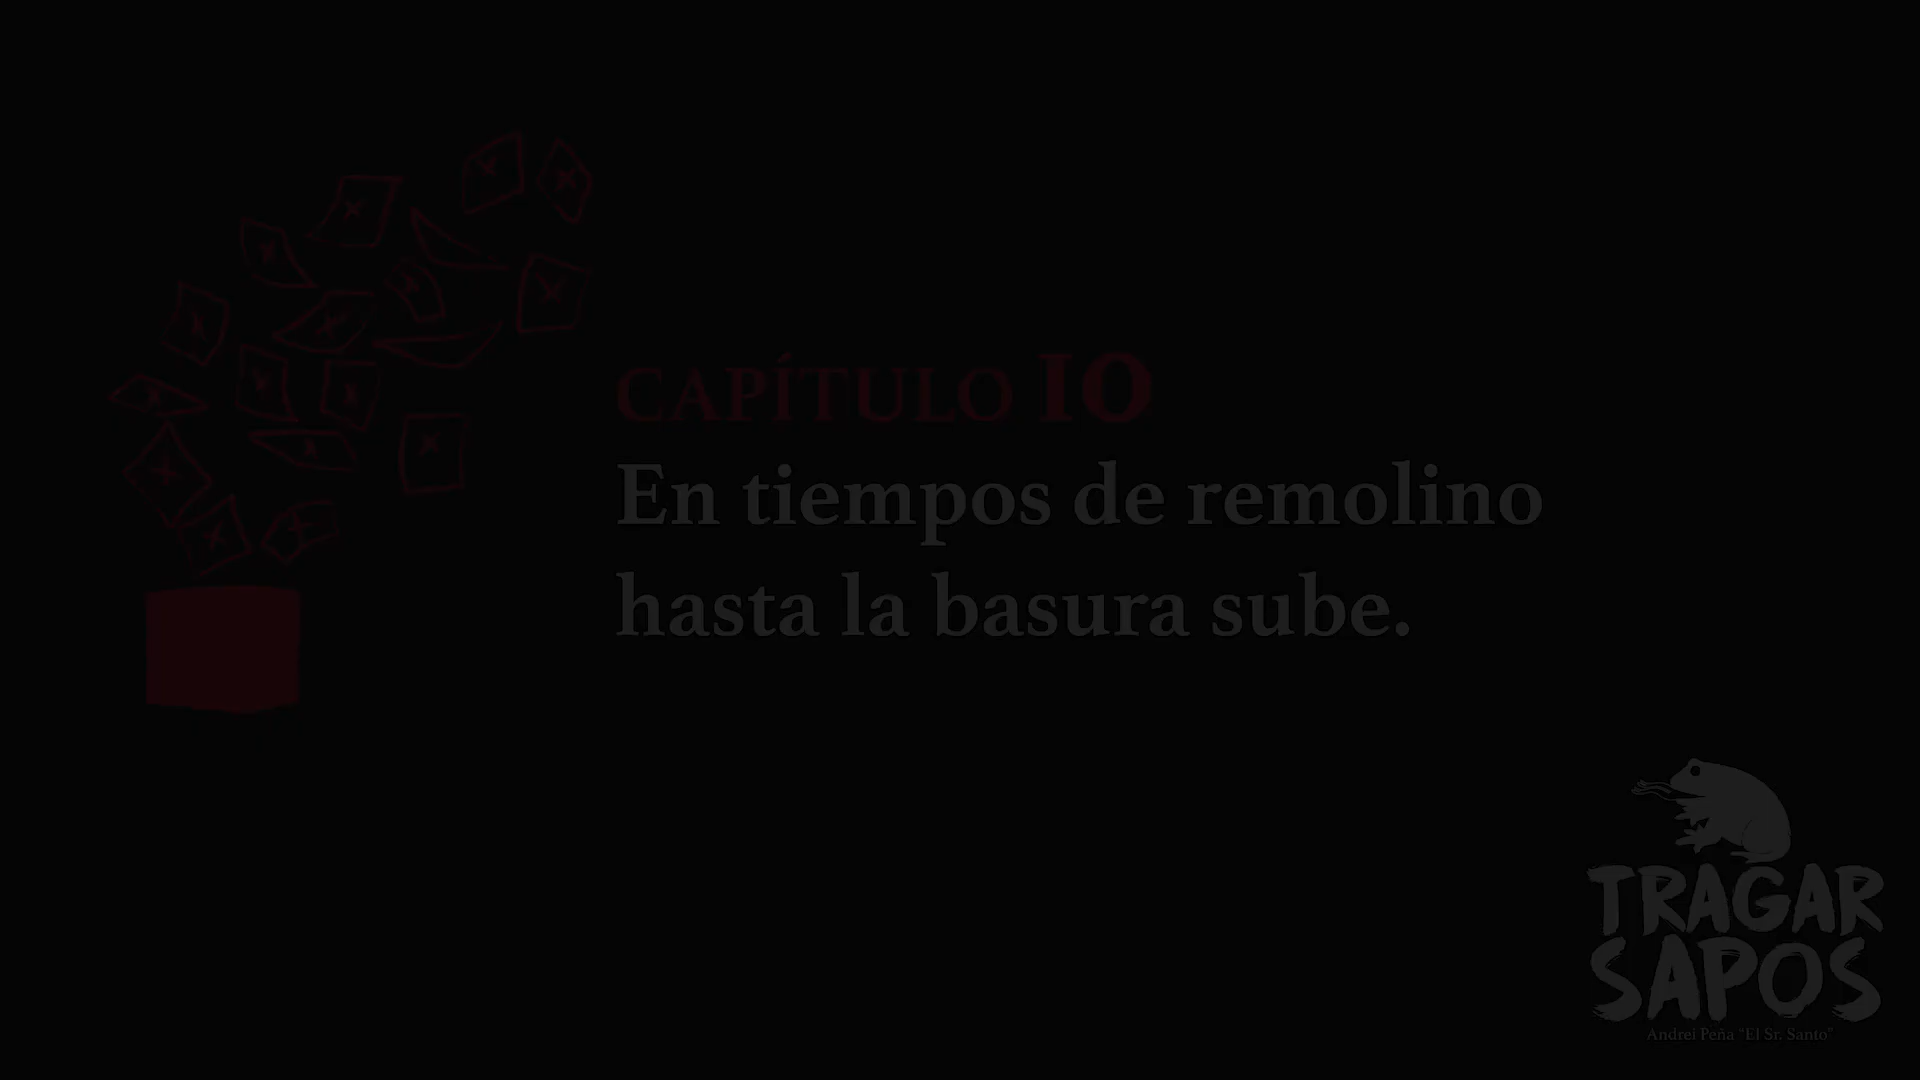 CAPÍTULO 10
En tiempos de remolino
hasta la basura sube.
TRAGAR
SAPOS
Andrei Peña "El Sr. Santo"